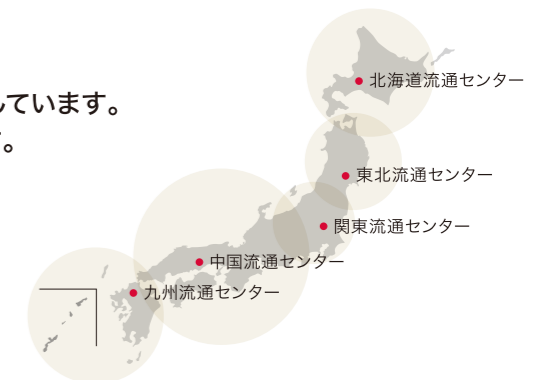 しています。
す。
北海道流通センター
東北流通センター
関東流通センター
中国流通センター
九州流通センター